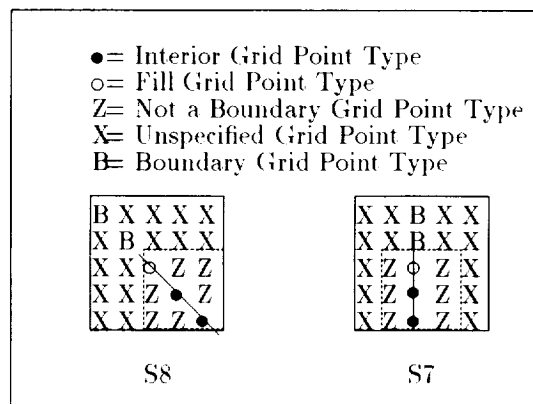 ●= Interior Grid Point Type
○= Fill Grid Point Type
Z= Not a Boundary Grid Point Type
X= Unspecified Grid Point Type
B= Boundary Grid Point Type
B X X X X
X B X X X
X X ○ Z Z
X X Z ● Z
X X Z Z ●
S8
X X B X X
X X B X X
X Z ○ Z X
X Z ● Z X
X Z ● Z X
S7